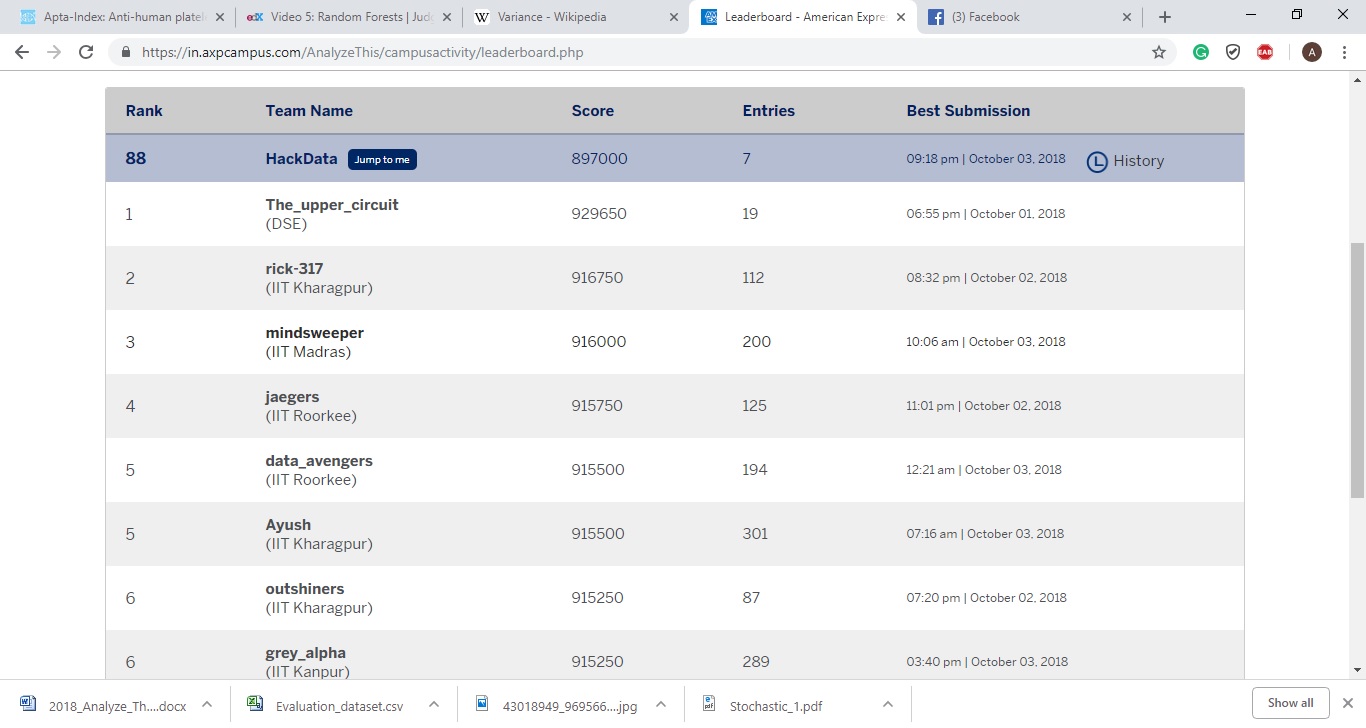 Apta-Index: Anti-human platele
edX Video 5: Random Forests | Jud
W Variance - Wikipedia
Leaderboard - American Expre
(3) Facebook
https://in.axpcampus.com/AnalyzeThis/campusactivity/leaderboard.php
EAB
A
Rank Team Name Score Entries Best Submission
88 HackData Jump to me 897000 7 09:18 pm | October 03, 2018 History
The_upper_circuit
1 929650 19 06:55 pm | October 01, 2018
(DSE)
rick-317
2 916750 112 08:32 pm | October 02, 2018
(IIT Kharagpur)
mindsweeper
3 916000 200 10:06 am | October 03, 2018
(IIT Madras)
jaegers
4 915750 125 11:01 pm | October 02, 2018
(IIT Roorkee)
data_avengers
5 915500 194 12:21 am | October 03, 2018
(IIT Roorkee)
Ayush
5 915500 301 07:16 am | October 03, 2018
(IIT Kharagpur)
outshiners
6 915250 87 07:20 pm | October 02, 2018
(IIT Kharagpur)
grey_alpha
6 915250 289 03:40 pm | October 03, 2018
(IIT Kanpur)
2018_Analyze_Th....docx
Evaluation_dataset.csv
43018949_969566....jpg
Stochastic_1.pdf
Show all